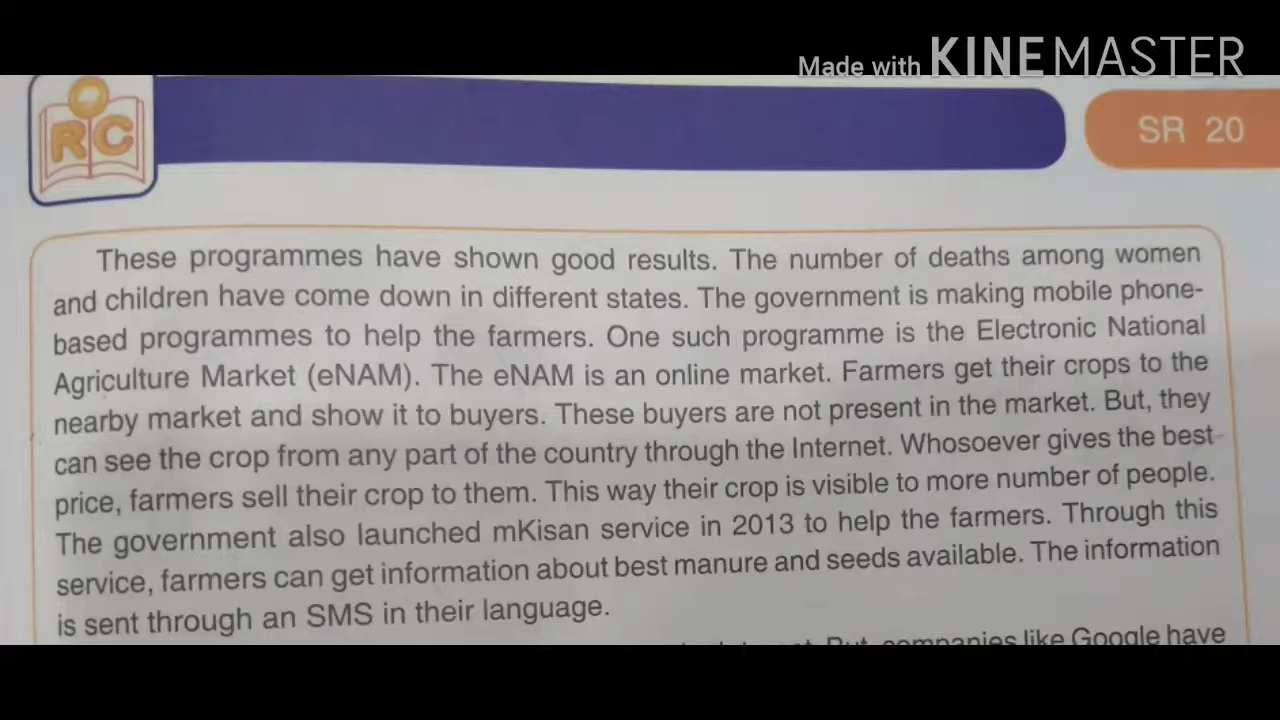 Made with KINEMASTER
RC
SR 20
These programmes have shown good results. The number of deaths among women
and children have come down in different states. The government is making mobile phone-
based programmes to help the farmers. One such programme is the Electronic National
Agriculture Market (eNAM). The eNAM is an online market. Farmers get their crops to the
nearby market and show it to buyers. These buyers are not present in the market. But, they
can see the crop from any part of the country through the Internet. Whosoever gives the best
price, farmers sell their crop to them. This way their crop is visible to more number of people.
The government also launched mKisan service in 2013 to help the farmers. Through this
service, farmers can get information about best manure and seeds available. The information
is sent through an SMS in their language.
But, companies like Google have